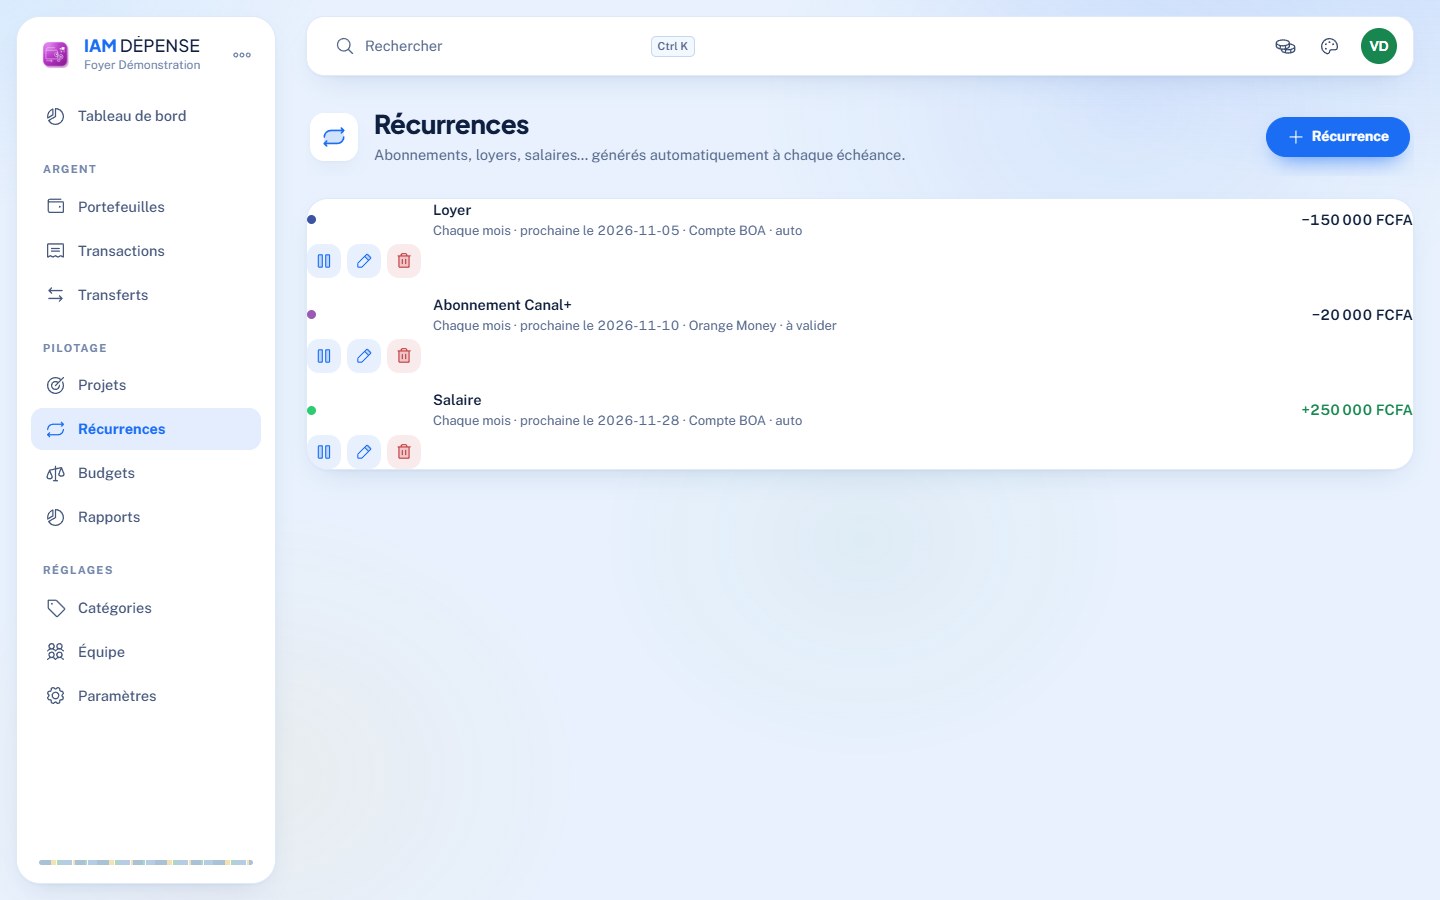 IAM DÉPENSE
Foyer Démonstration
Tableau de bord
ARGENT
Portefeuilles
Transactions
Transferts
PILOTAGE
Projets
Récurrences
Budgets
Rapports
RÉGLAGES
Catégories
Équipe
Paramètres
Rechercher
Ctrl K
VD
Récurrences
Abonnements, loyers, salaires… générés automatiquement à chaque échéance.
Récurrence
Loyer
Chaque mois · prochaine le 2026-11-05 · Compte BOA · auto
−150 000 FCFA
Abonnement Canal+
Chaque mois · prochaine le 2026-11-10 · Orange Money · à valider
−20 000 FCFA
Salaire
Chaque mois · prochaine le 2026-11-28 · Compte BOA · auto
+250 000 FCFA